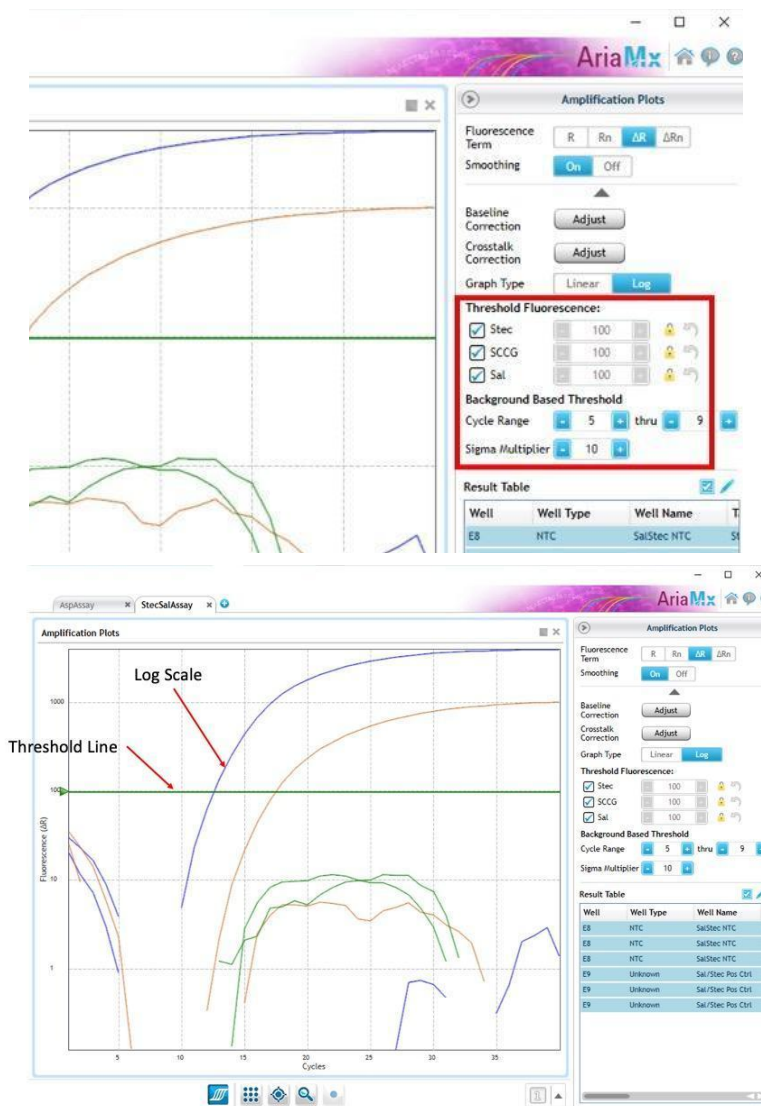 AriaMx
Amplification Plots
Fluorescence Term R Rn ΔR ΔRn
Smoothing On Off
Baseline Correction Adjust
Crosstalk Correction Adjust
Graph Type Linear Log
Threshold Fluorescence:
Stec - 100 +
SCCG - 100 +
Sal - 100 +
Background Based Threshold
Cycle Range - 5 + thru - 9 +
Sigma Multiplier - 10 +
Result Table
Well Well Type Well Name
E8 NTC SalStec NTC
AspAssay StecSalAssay
AriaMx
Amplification Plots
Amplification Plots
Fluorescence Term R Rn ΔR ΔRn
Smoothing On Off
Baseline Correction Adjust
Crosstalk Correction Adjust
Graph Type Linear Log
Threshold Fluorescence:
Stec - 100 +
SCCG - 100 +
Sal - 100 +
Background Based Threshold
Cycle Range - 5 + thru - 9 +
Sigma Multiplier - 10 +
Result Table
Well Well Type Well Name
E8 NTC SalStec NTC
E8 NTC SalStec NTC
E8 NTC SalStec NTC
E9 Unknown Sal/Stec Pos Ctrl
E9 Unknown Sal/Stec Pos Ctrl
E9 Unknown Sal/Stec Pos Ctrl
Log Scale
Threshold Line
Fluorescence (ΔR)
1000
100
10
1
5 10 15 20 25 30 35
Cycles